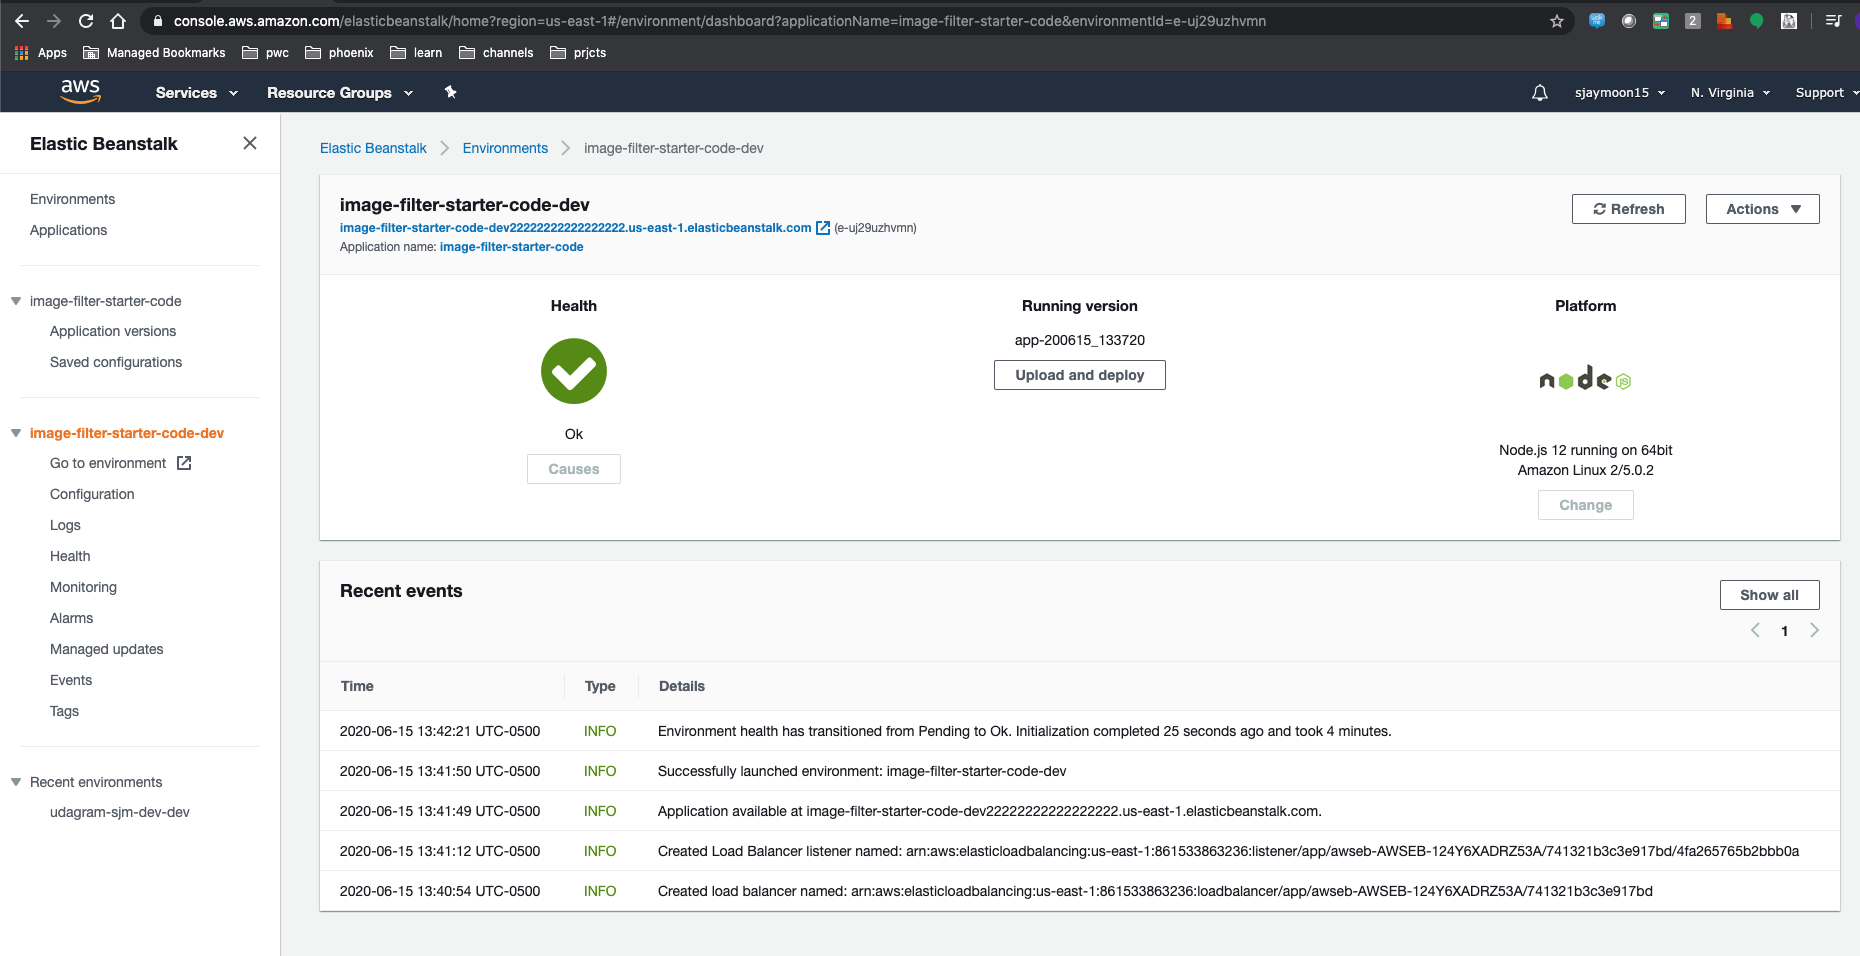 console.aws.amazon.com/elasticbeanstalk/home?region=us-east-1#/environment/dashboard?applicationName=image-filter-starter-code&environmentId=e-uj29uzhvmn
2
Apps Managed Bookmarks pwc phoenix learn channels prjcts
aws Services Resource Groups sjaymoon15 N. Virginia Support
Elastic Beanstalk
Environments
Applications
image-filter-starter-code
Application versions
Saved configurations
image-filter-starter-code-dev
Go to environment
Configuration
Logs
Health
Monitoring
Alarms
Managed updates
Events
Tags
Recent environments
udagram-sjm-dev-dev
Elastic Beanstalk Environments image-filter-starter-code-dev
image-filter-starter-code-dev
image-filter-starter-code-dev22222222222222222.us-east-1.elasticbeanstalk.com (e-uj29uzhvmn)
Application name: image-filter-starter-code
Refresh Actions
Health
Ok
Causes
Running version
app-200615_133720
Upload and deploy
Platform
node JS
Node.js 12 running on 64bit
Amazon Linux 2/5.0.2
Change
Recent events
Show all
1
Time Type Details
2020-06-15 13:42:21 UTC-0500 INFO Environment health has transitioned from Pending to Ok. Initialization completed 25 seconds ago and took 4 minutes.
2020-06-15 13:41:50 UTC-0500 INFO Successfully launched environment: image-filter-starter-code-dev
2020-06-15 13:41:49 UTC-0500 INFO Application available at image-filter-starter-code-dev22222222222222222.us-east-1.elasticbeanstalk.com.
2020-06-15 13:41:12 UTC-0500 INFO Created Load Balancer listener named: arn:aws:elasticloadbalancing:us-east-1:861533863236:listener/app/awseb-AWSEB-124Y6XADRZ53A/741321b3c3e917bd/4fa265765b2bbb0a
2020-06-15 13:40:54 UTC-0500 INFO Created load balancer named: arn:aws:elasticloadbalancing:us-east-1:861533863236:loadbalancer/app/awseb-AWSEB-124Y6XADRZ53A/741321b3c3e917bd